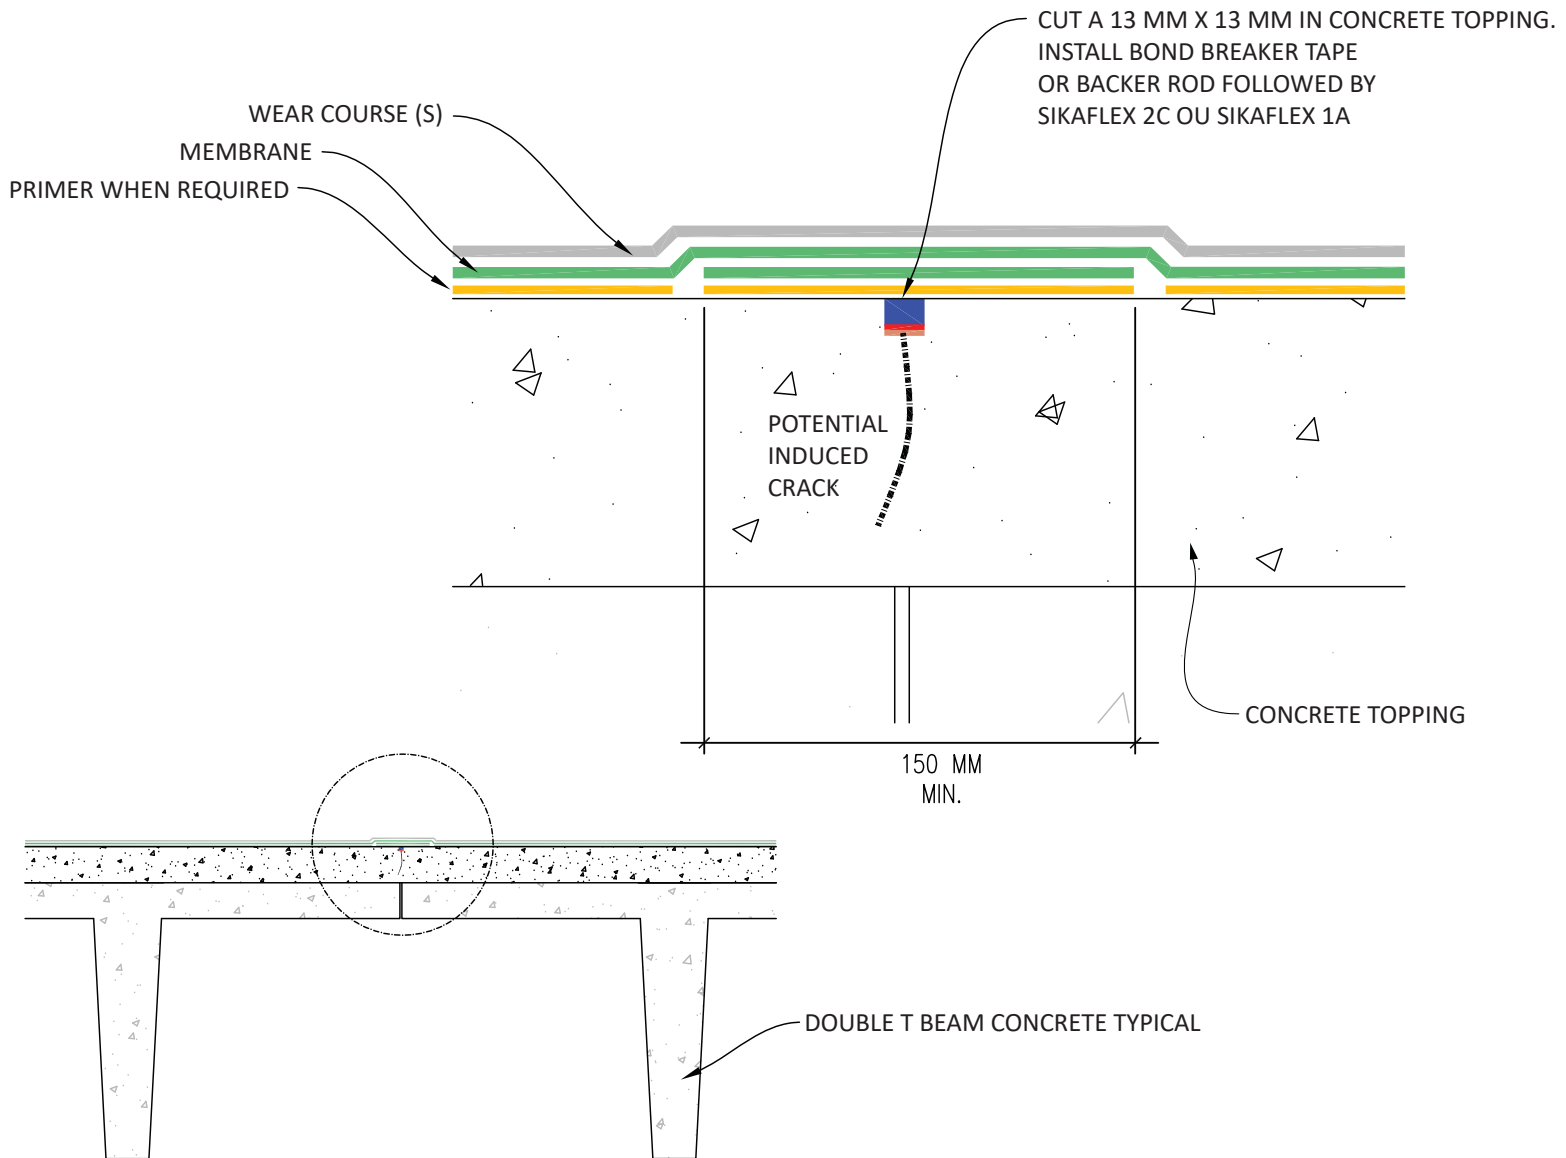 CUT A 13 MM X 13 MM IN CONCRETE TOPPING.
INSTALL BOND BREAKER TAPE
OR BACKER ROD FOLLOWED BY
SIKAFLEX 2C OU SIKAFLEX 1A
WEAR COURSE (S)
MEMBRANE
PRIMER WHEN REQUIRED
POTENTIAL
INDUCED
CRACK
CONCRETE TOPPING
150 MM
MIN.
DOUBLE T BEAM CONCRETE TYPICAL